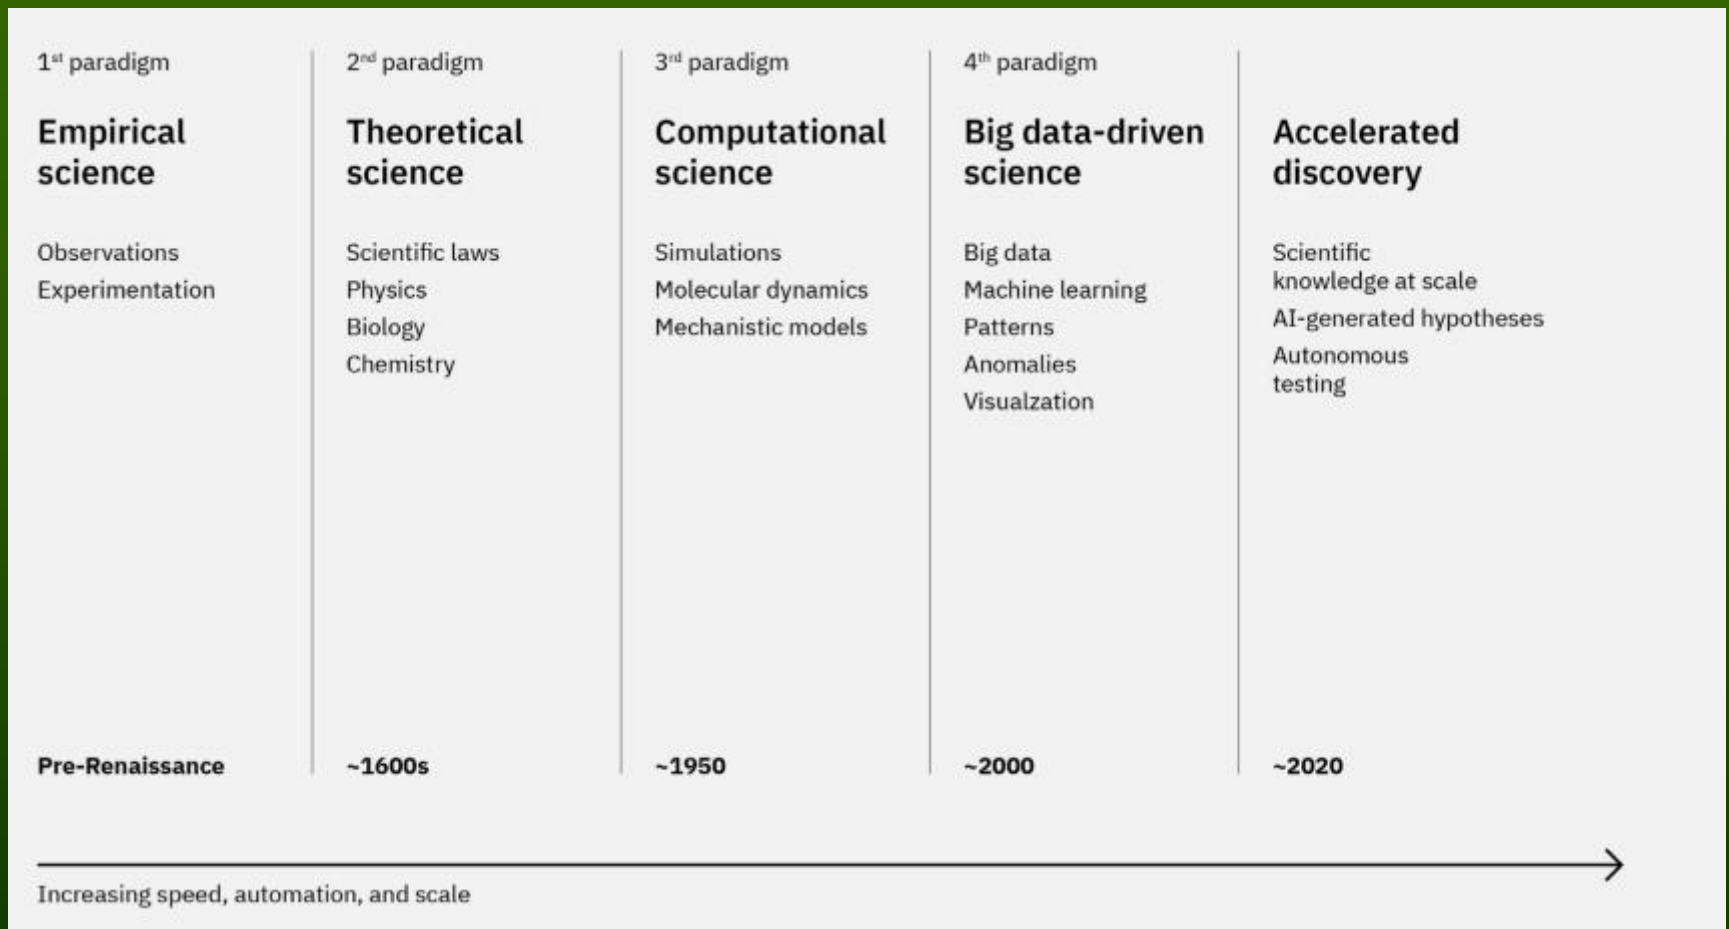 1st paradigm
Empirical
science
Observations
Experimentation
Pre-Renaissance
2nd paradigm
Theoretical
science
Scientific laws
Physics
Biology
Chemistry
~1600s
3rd paradigm
Computational
science
Simulations
Molecular dynamics
Mechanistic models
~1950
4th paradigm
Big data-driven
science
Big data
Machine learning
Patterns
Anomalies
Visualzation
~2000
Accelerated
discovery
Scientific
knowledge at scale
AI-generated hypotheses
Autonomous
testing
~2020
Increasing speed, automation, and scale